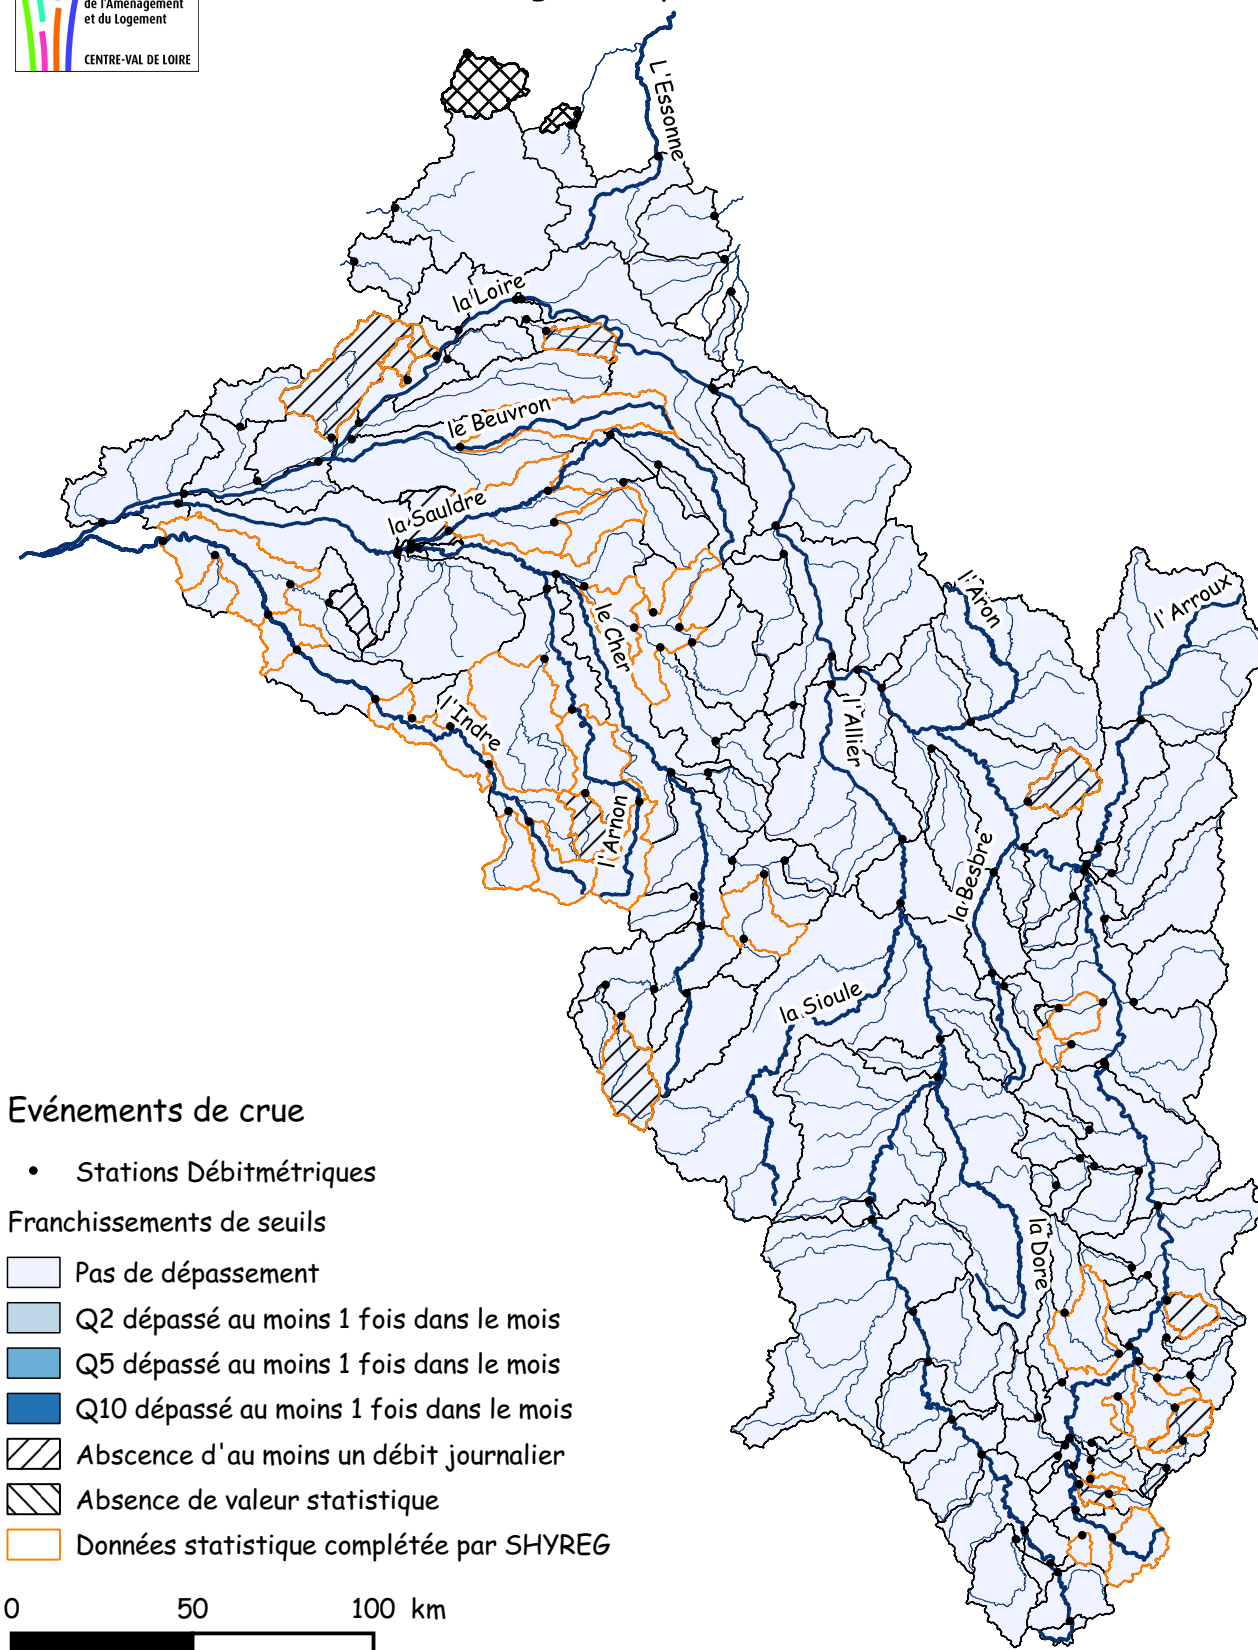 de l'Aménagement
et du Logement
CENTRE-VAL DE LOIRE
L'Essonne
la Loire
le Beuvron
la Sauldre
l'Aron
l'Arroux
le Cher
l'Allier
l'Indre
l'Arnon
la Besbre
la Sioule
la Dore
Evénements de crue
Stations Débitmétriques
Franchissements de seuils
Pas de dépassement
Q2 dépassé au moins 1 fois dans le mois
Q5 dépassé au moins 1 fois dans le mois
Q10 dépassé au moins 1 fois dans le mois
Abscence d'au moins un débit journalier
Absence de valeur statistique
Données statistique complétée par SHYREG
0 50 100 km